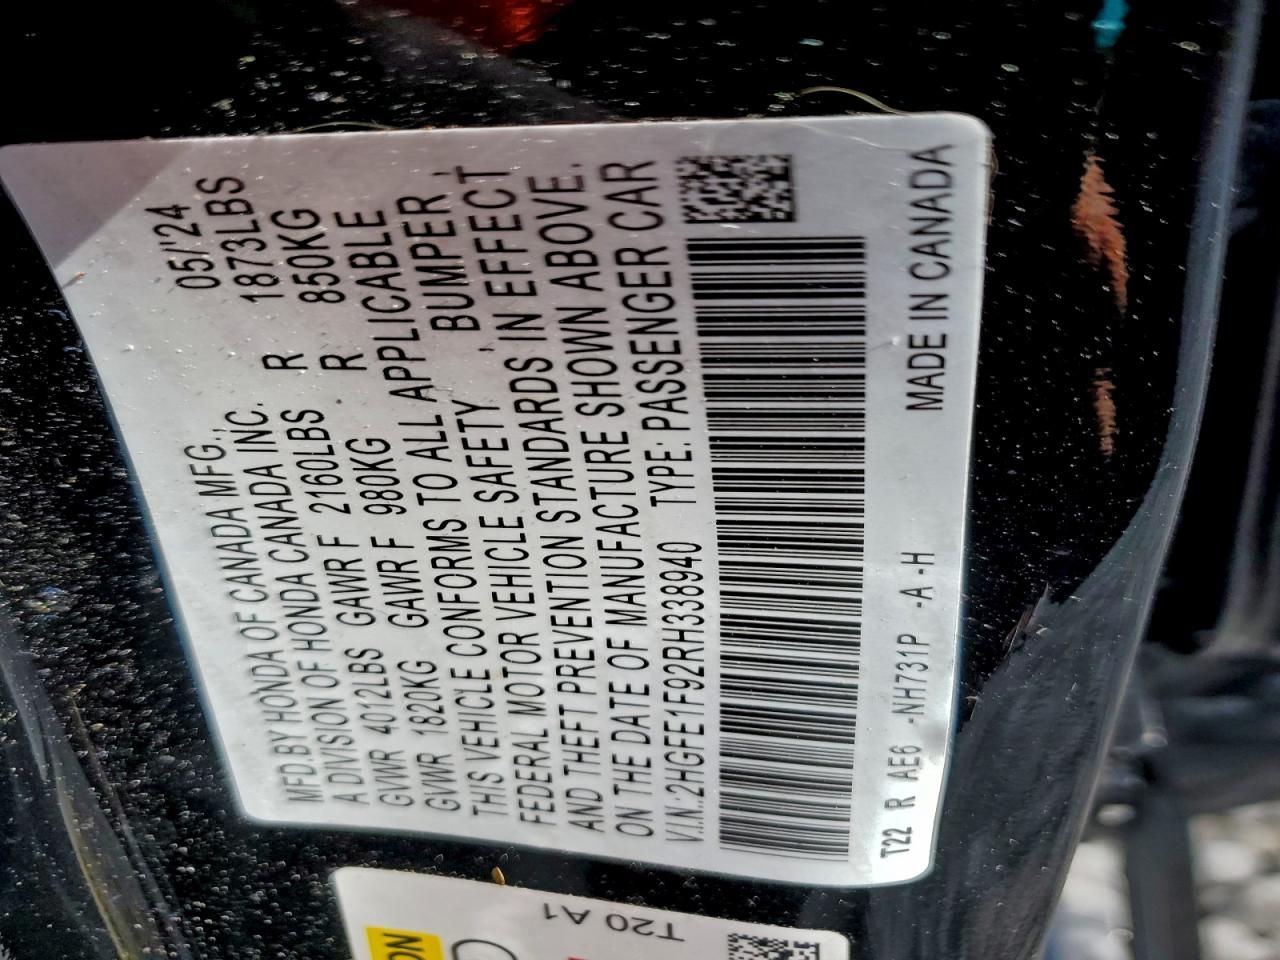 MFD.BY HONDA OF CANADA MFG., 05/'24
A DIVISION OF HONDA CANADA INC.
GVWR 4012LBS GAWR F 2160LBS R 1873LBS
GVWR 1820KG GAWR F 980KG R 850KG
THIS VEHICLE CONFORMS TO ALL APPLICABLE
FEDERAL MOTOR VEHICLE SAFETY, BUMPER,
AND THEFT PREVENTION STANDARDS IN EFFECT
ON THE DATE OF MANUFACTURE SHOWN ABOVE.
V.I.N.:2HGFE1F92RH338940 TYPE: PASSENGER CAR
T22 R AE6 -NH731P -A -H MADE IN CANADA
T20 A1